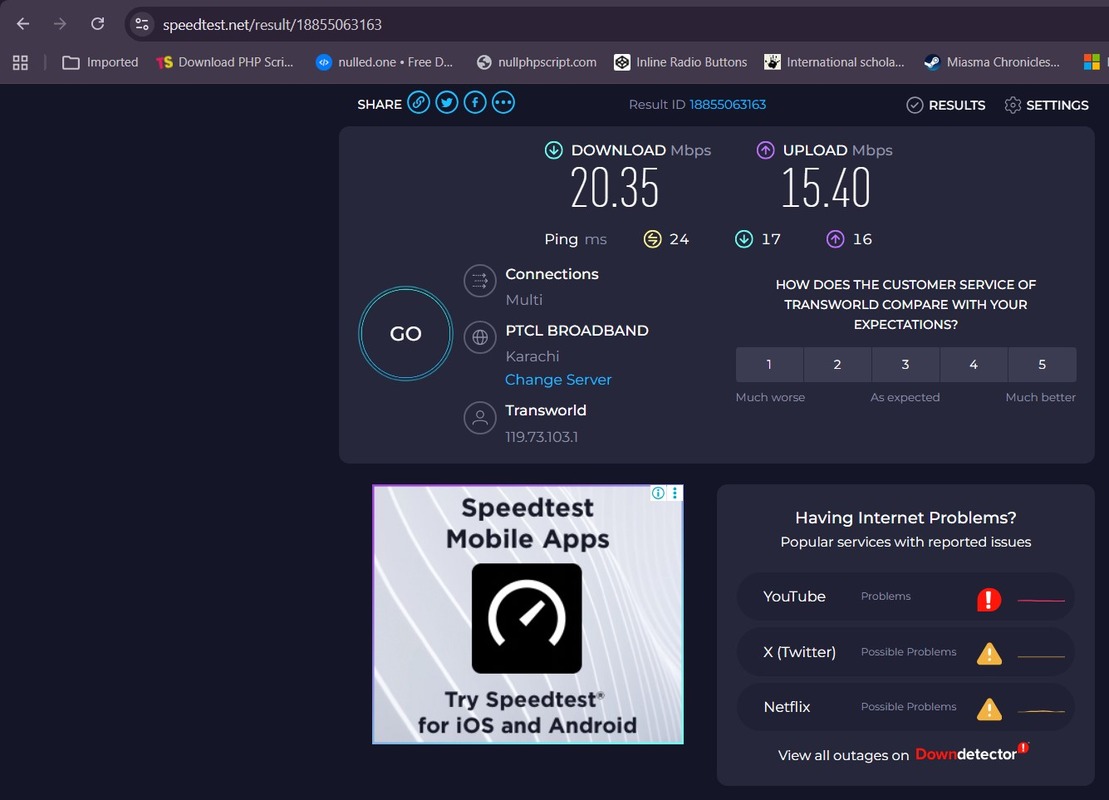 speedtest.net/result/18855063163
Imported
TS Download PHP Scri...
nulled.one • Free D...
nullphpscript.com
Inline Radio Buttons
International schola...
Miasma Chronicles...
SHARE
Result ID 18855063163
RESULTS
SETTINGS
DOWNLOAD Mbps
20.35
UPLOAD Mbps
15.40
Ping ms
24
17
16
GO
Connections
Multi
PTCL BROADBAND
Karachi
Change Server
Transworld
119.73.103.1
HOW DOES THE CUSTOMER SERVICE OF
TRANSWORLD COMPARE WITH YOUR
EXPECTATIONS?
1 2 3 4 5
Much worse As expected Much better
Speedtest
Mobile Apps
Try Speedtest®
for iOS and Android
Having Internet Problems?
Popular services with reported issues
YouTube Problems
X (Twitter) Possible Problems
Netflix Possible Problems
View all outages on Downdetector